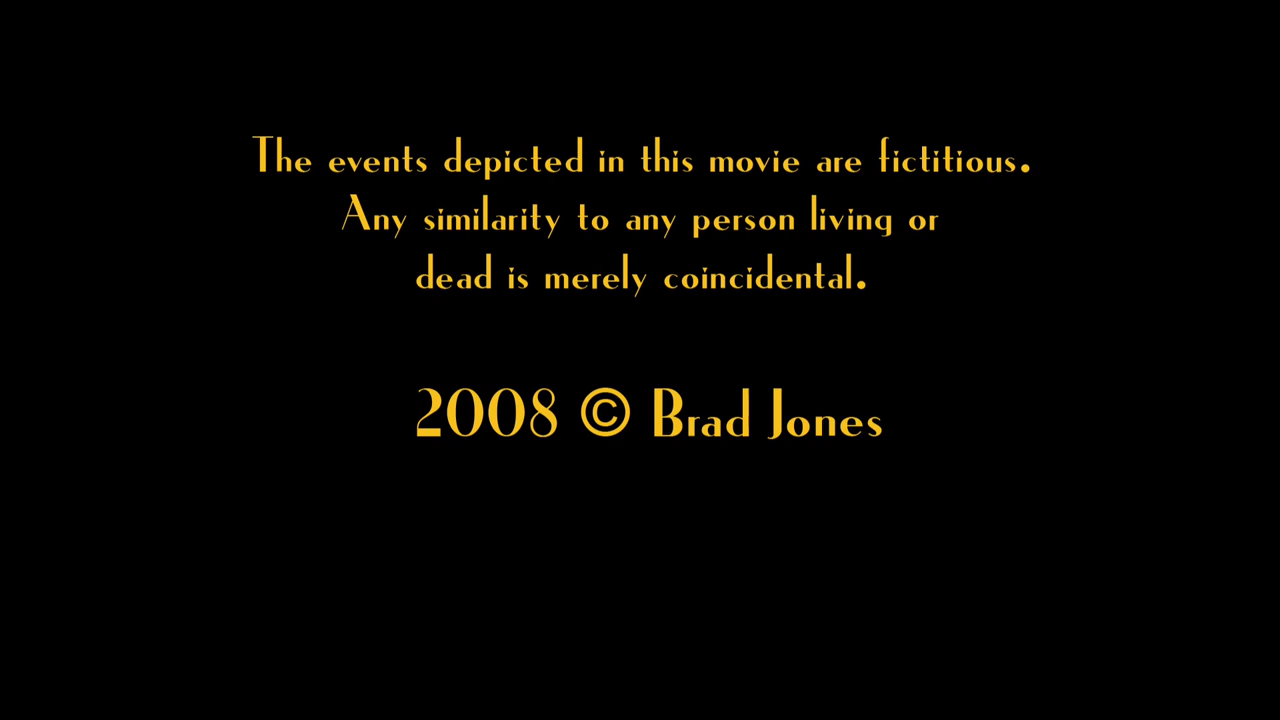 The events depicted in this movie are fictitious.
Any similarity to any person living or
dead is merely coincidental.
2008 © Brad Jones